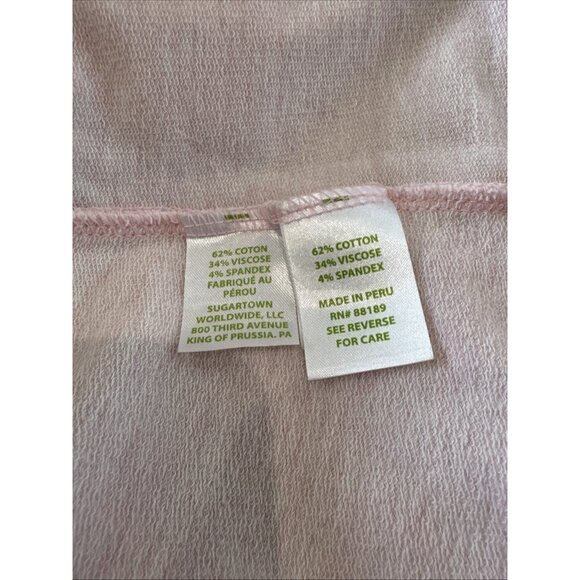 62% COTON
34% VISCOSE
4% SPANDEX
FABRIQUÉ AU
PÉROU
SUGARTOWN
WORLDWIDE, LLC
800 THIRD AVENUE
KING OF PRUSSIA. PA
62% COTTON
34% VISCOSE
4% SPANDEX
MADE IN PERU
RN# 88189
SEE REVERSE
FOR CARE